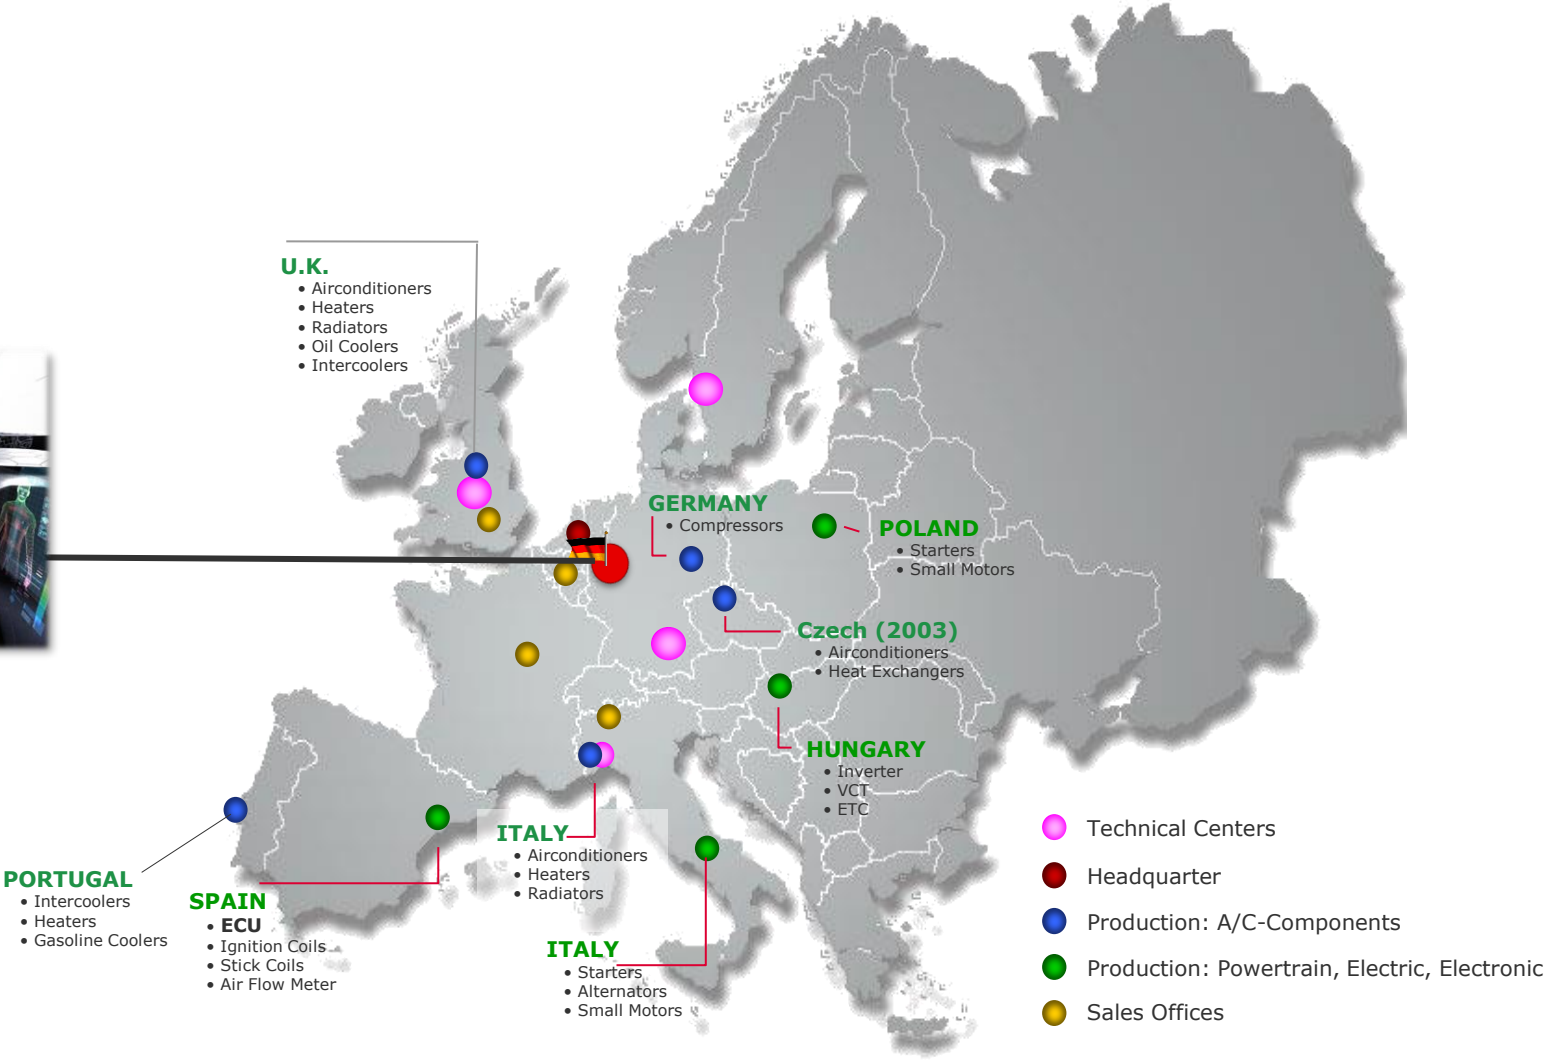 U.K.
• Airconditioners
• Heaters
• Radiators
• Oil Coolers
• Intercoolers
GERMANY
• Compressors
POLAND
• Starters
• Small Motors
Czech (2003)
• Airconditioners
• Heat Exchangers
HUNGARY
• Inverter
• VCT
• ETC
ITALY
• Airconditioners
• Heaters
• Radiators
PORTUGAL
• Intercoolers
• Heaters
• Gasoline Coolers
SPAIN
• ECU
• Ignition Coils
• Stick Coils
• Air Flow Meter
ITALY
• Starters
• Alternators
• Small Motors
Technical Centers
Headquarter
Production: A/C-Components
Production: Powertrain, Electric, Electronic
Sales Offices